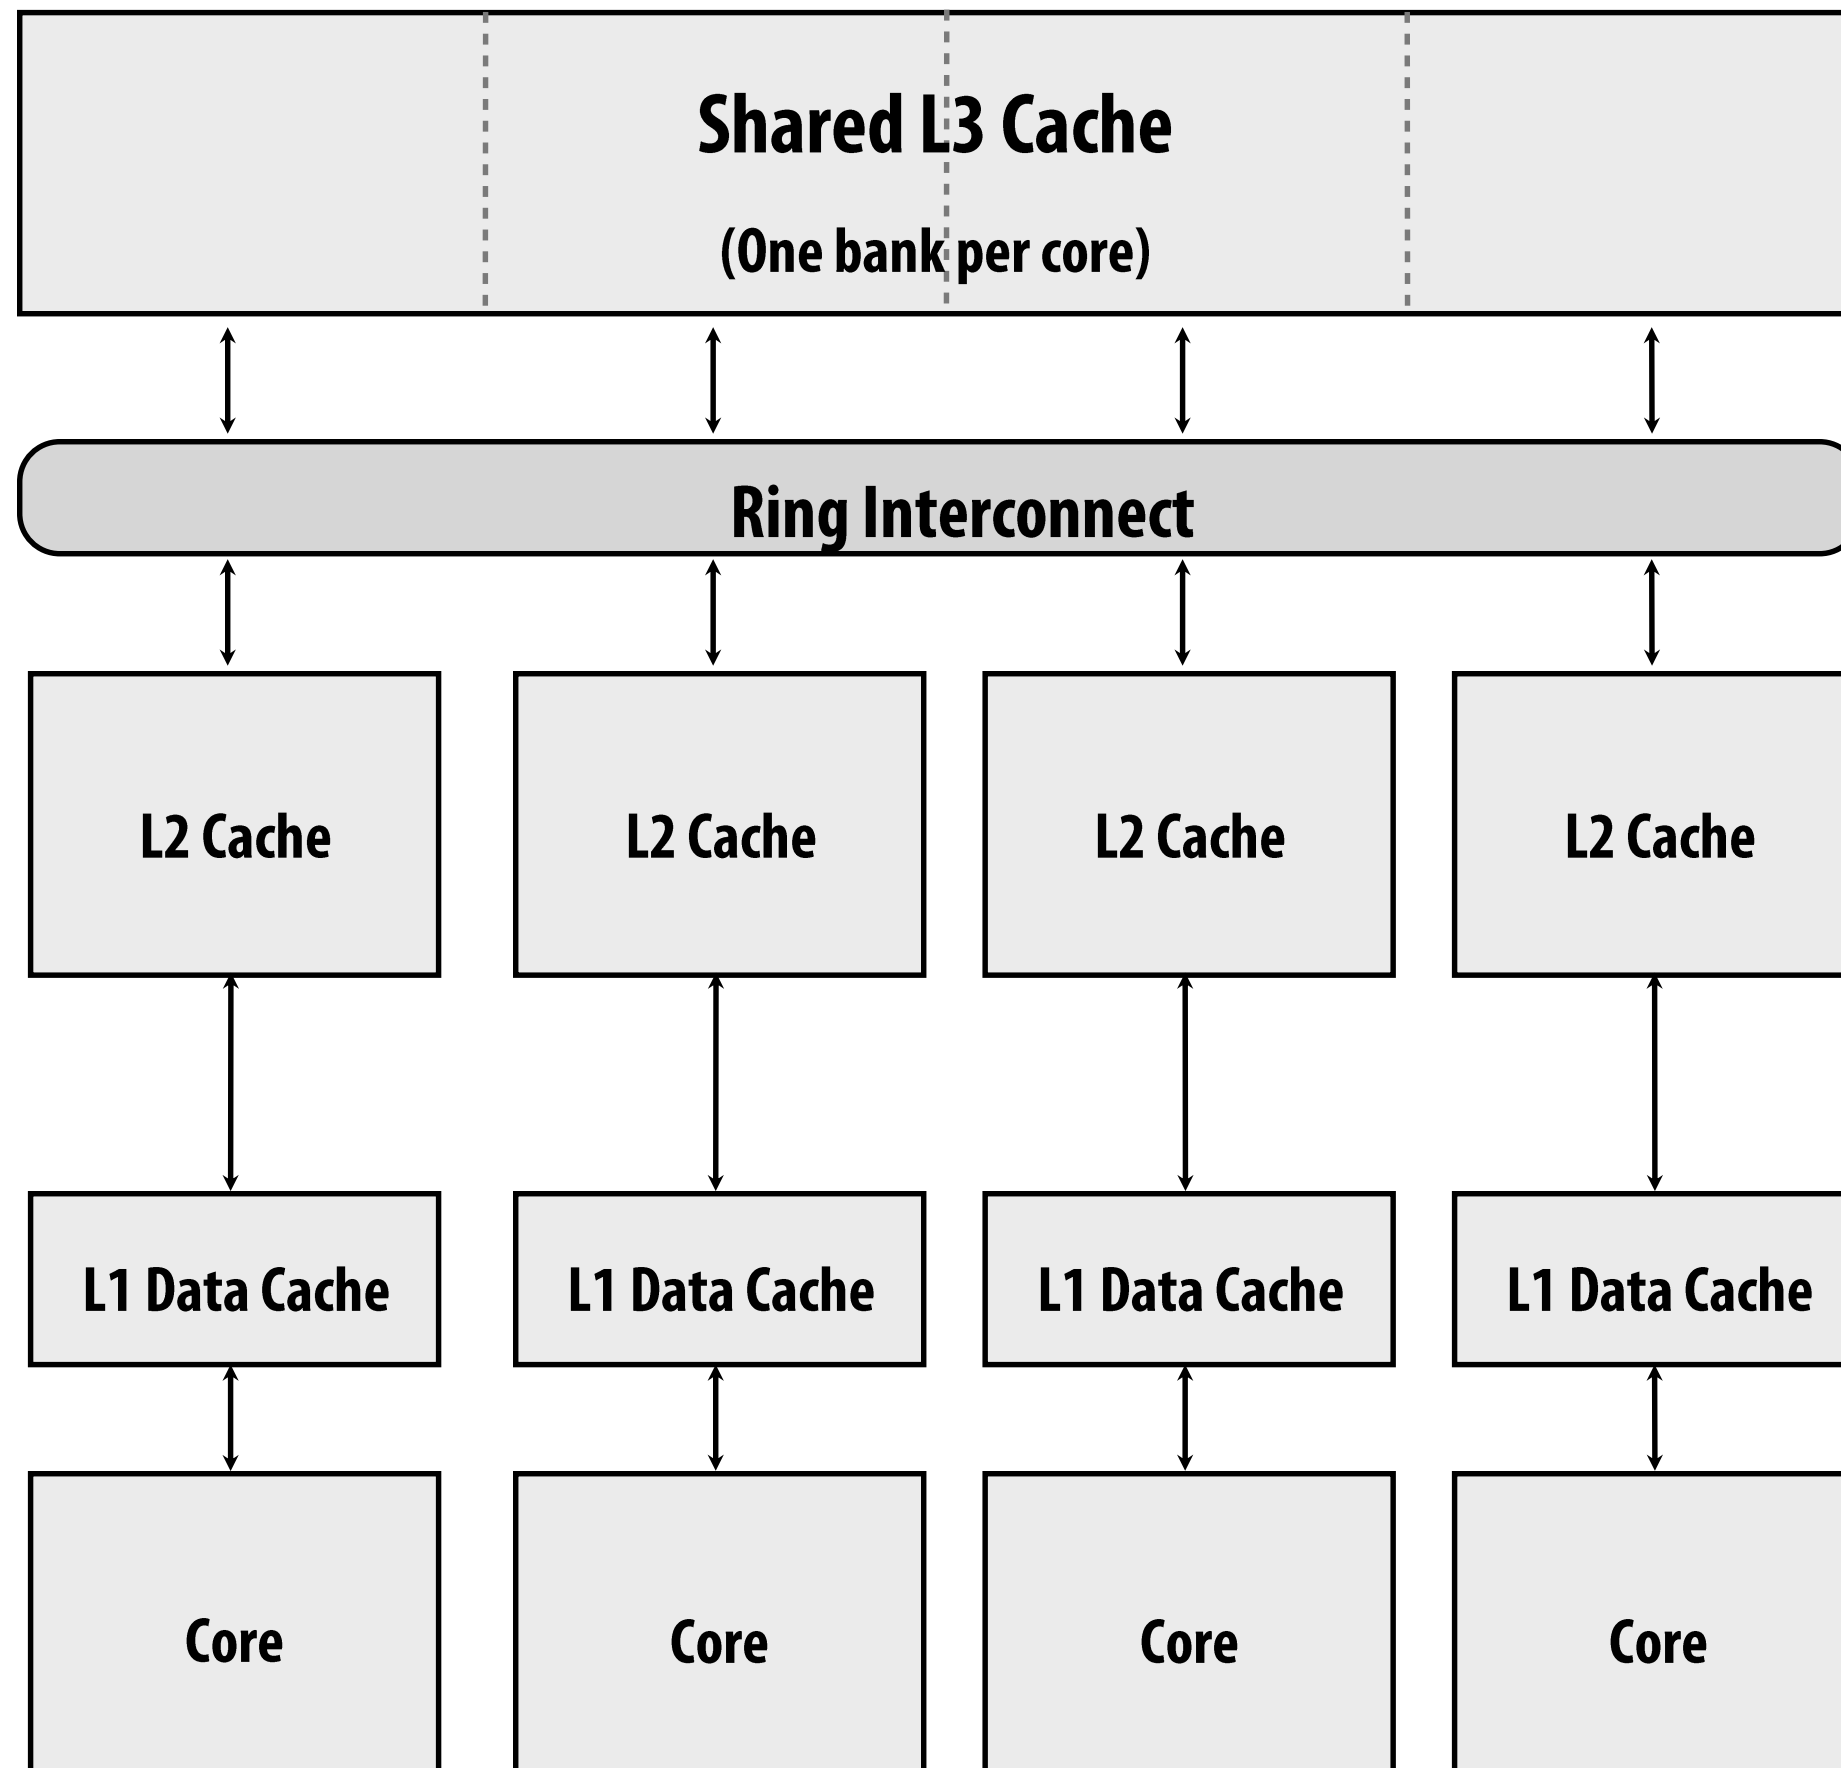 Shared L3 Cache
(One bank per core)
Ring Interconnect
L2 Cache
L2 Cache
L2 Cache
L2 Cache
L1 Data Cache
L1 Data Cache
L1 Data Cache
L1 Data Cache
Core
Core
Core
Core